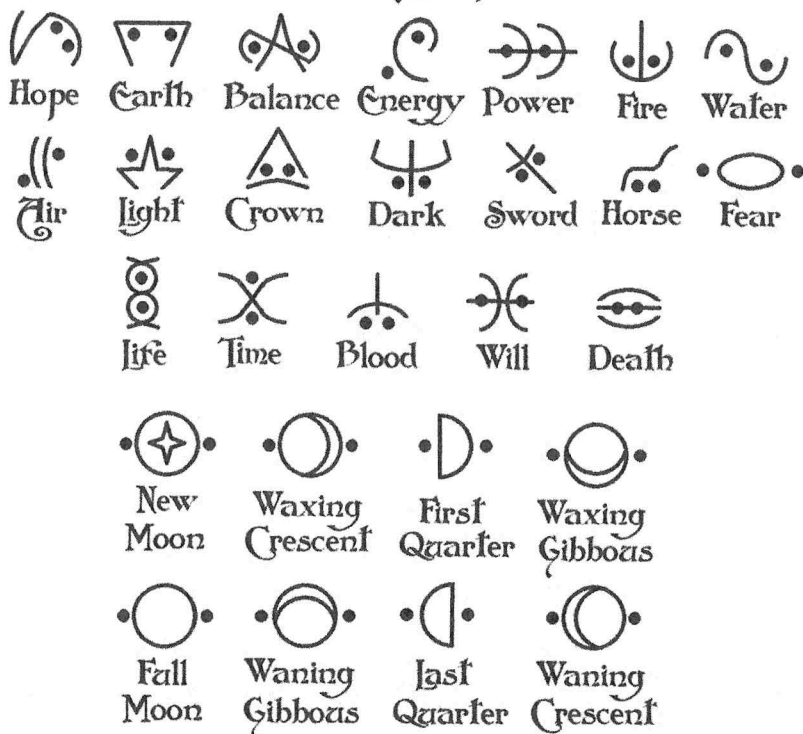 Hope Earth Balance Energy Power Fire Water
Air Light Crown Dark Sword Horse Fear
Life Time Blood Will Death
New Moon
Waxing Crescent
First Quarter
Waxing Gibbous
Full Moon
Waning Gibbous
Last Quarter
Waning Crescent